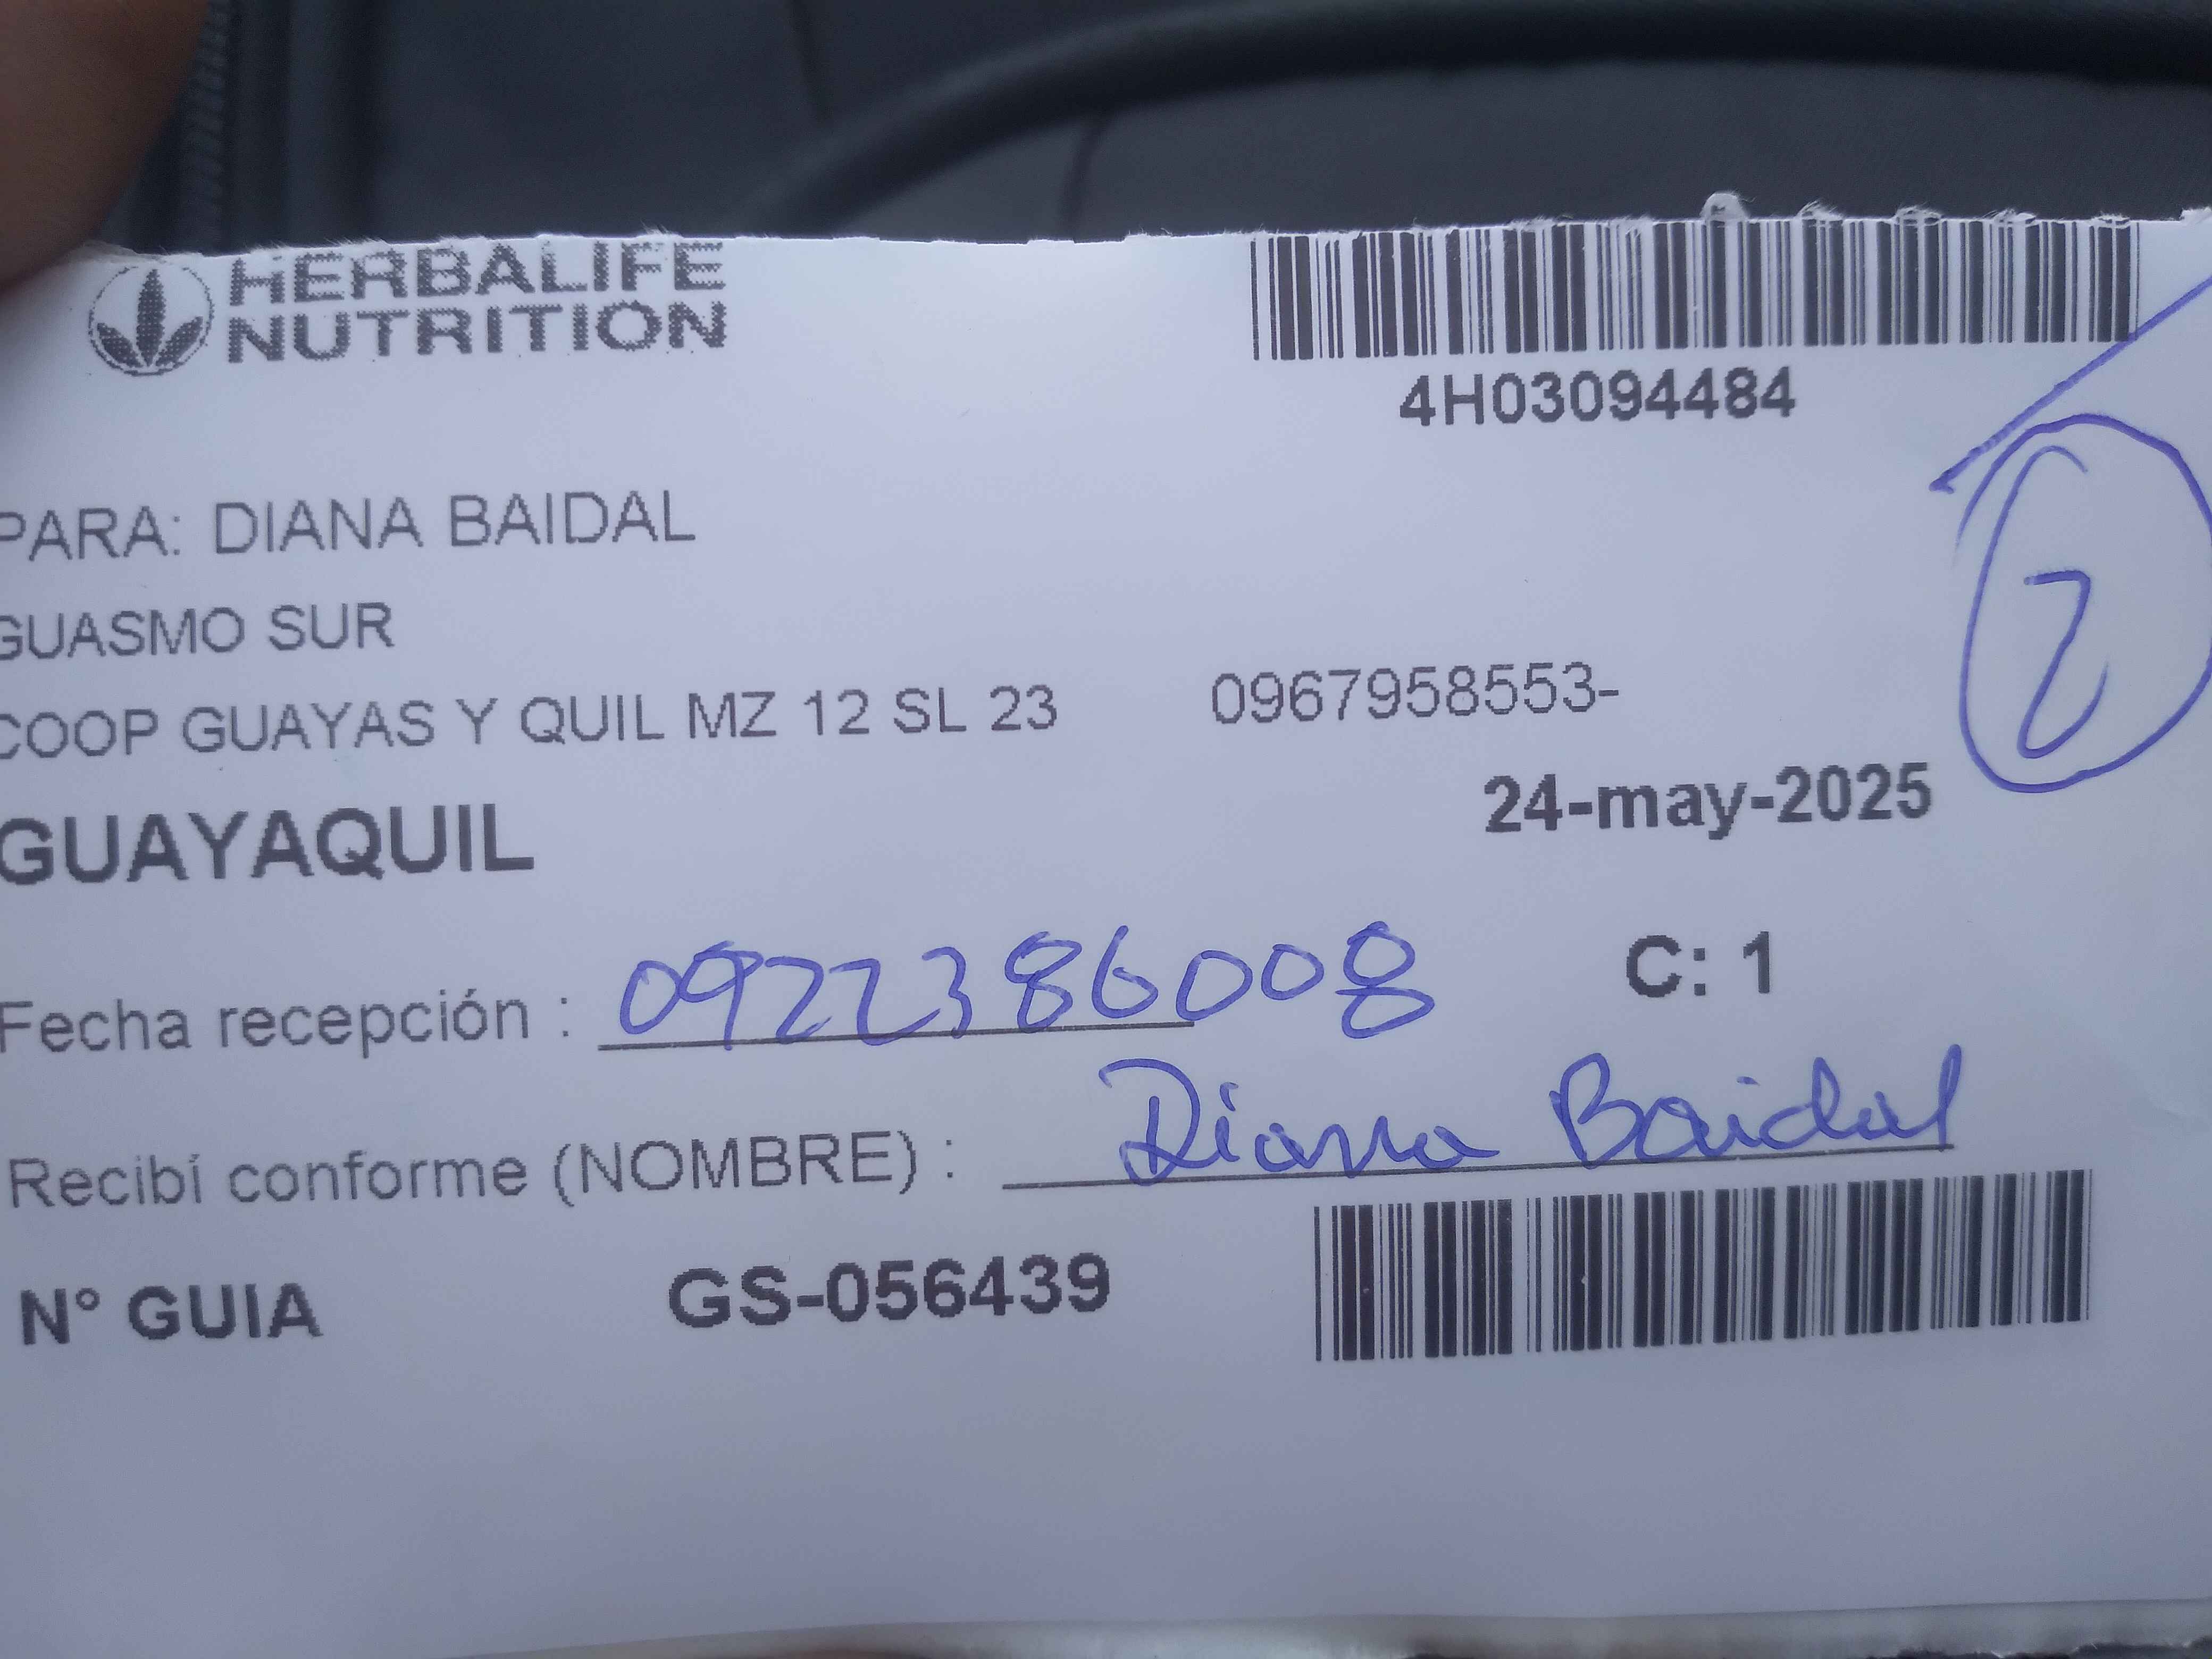 HERBALIFE
NUTRITION
4H03094484
PARA: DIANA BAIDAL
GUASMO SUR
COOP GUAYAS Y QUIL MZ 12 SL 23 0967958553-
24-may-2025
GUAYAQUIL
C: 1
Fecha recepción : 0922386008
Recibí conforme (NOMBRE) : Diana Baidal
N° GUIA GS-056439